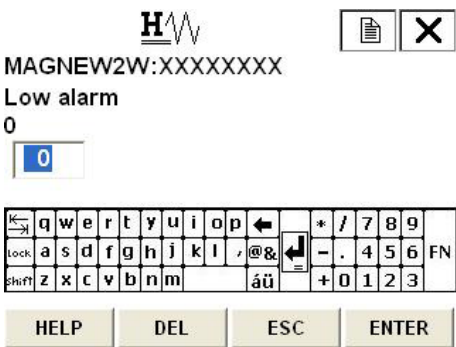 H
MAGNEW2W:XXXXXXXX
Low alarm
0
0
q w e r t y u i o p * / 7 8 9
Lock a s d f g h j k l , @& - . 4 5 6 FN
Shift z x c v b n m áü = + 0 1 2 3
HELP DEL ESC ENTER